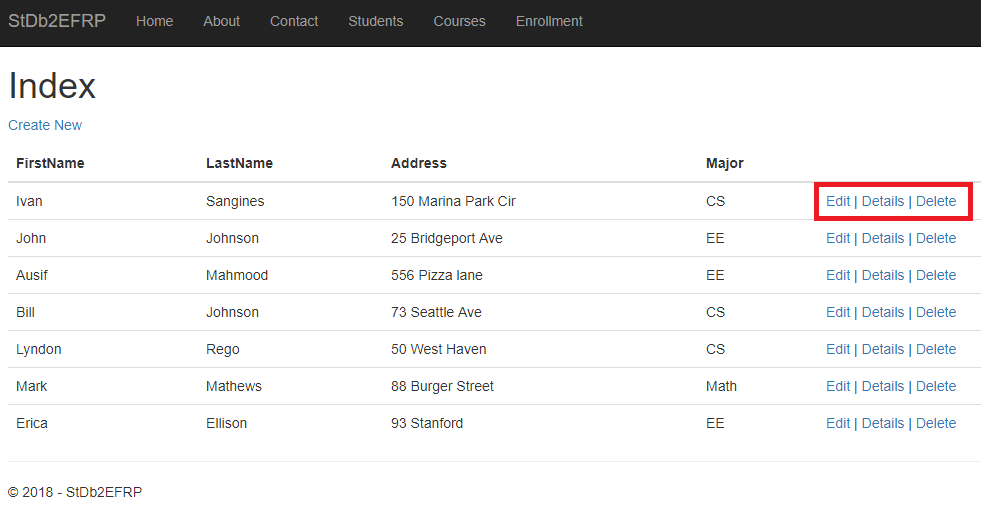 StDb2EFRP Home About Contact Students Courses Enrollment
Index
Create New
FirstName LastName Address Major
Ivan Sangines 150 Marina Park Cir CS Edit | Details | Delete
John Johnson 25 Bridgeport Ave EE Edit | Details | Delete
Ausif Mahmood 556 Pizza lane EE Edit | Details | Delete
Bill Johnson 73 Seattle Ave CS Edit | Details | Delete
Lyndon Rego 50 West Haven CS Edit | Details | Delete
Mark Mathews 88 Burger Street Math Edit | Details | Delete
Erica Ellison 93 Stanford EE Edit | Details | Delete
© 2018 - StDb2EFRP